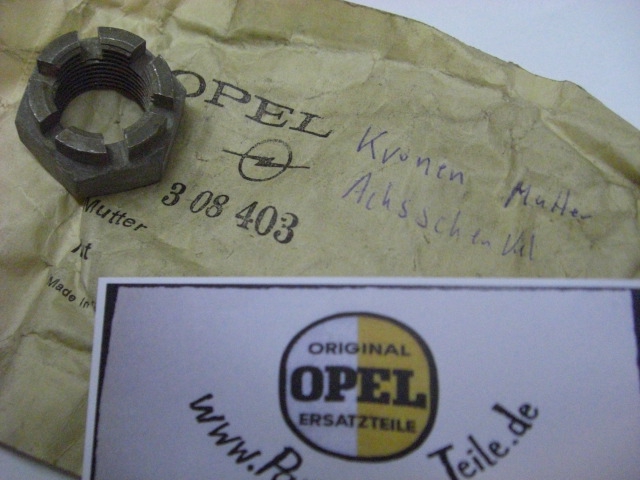 OPEL
3 08 403
Kronen Mutter
Achsschenkel
Mutter
Made in
ORIGINAL
OPEL
ERSATZTEILE
www.
Teile.de